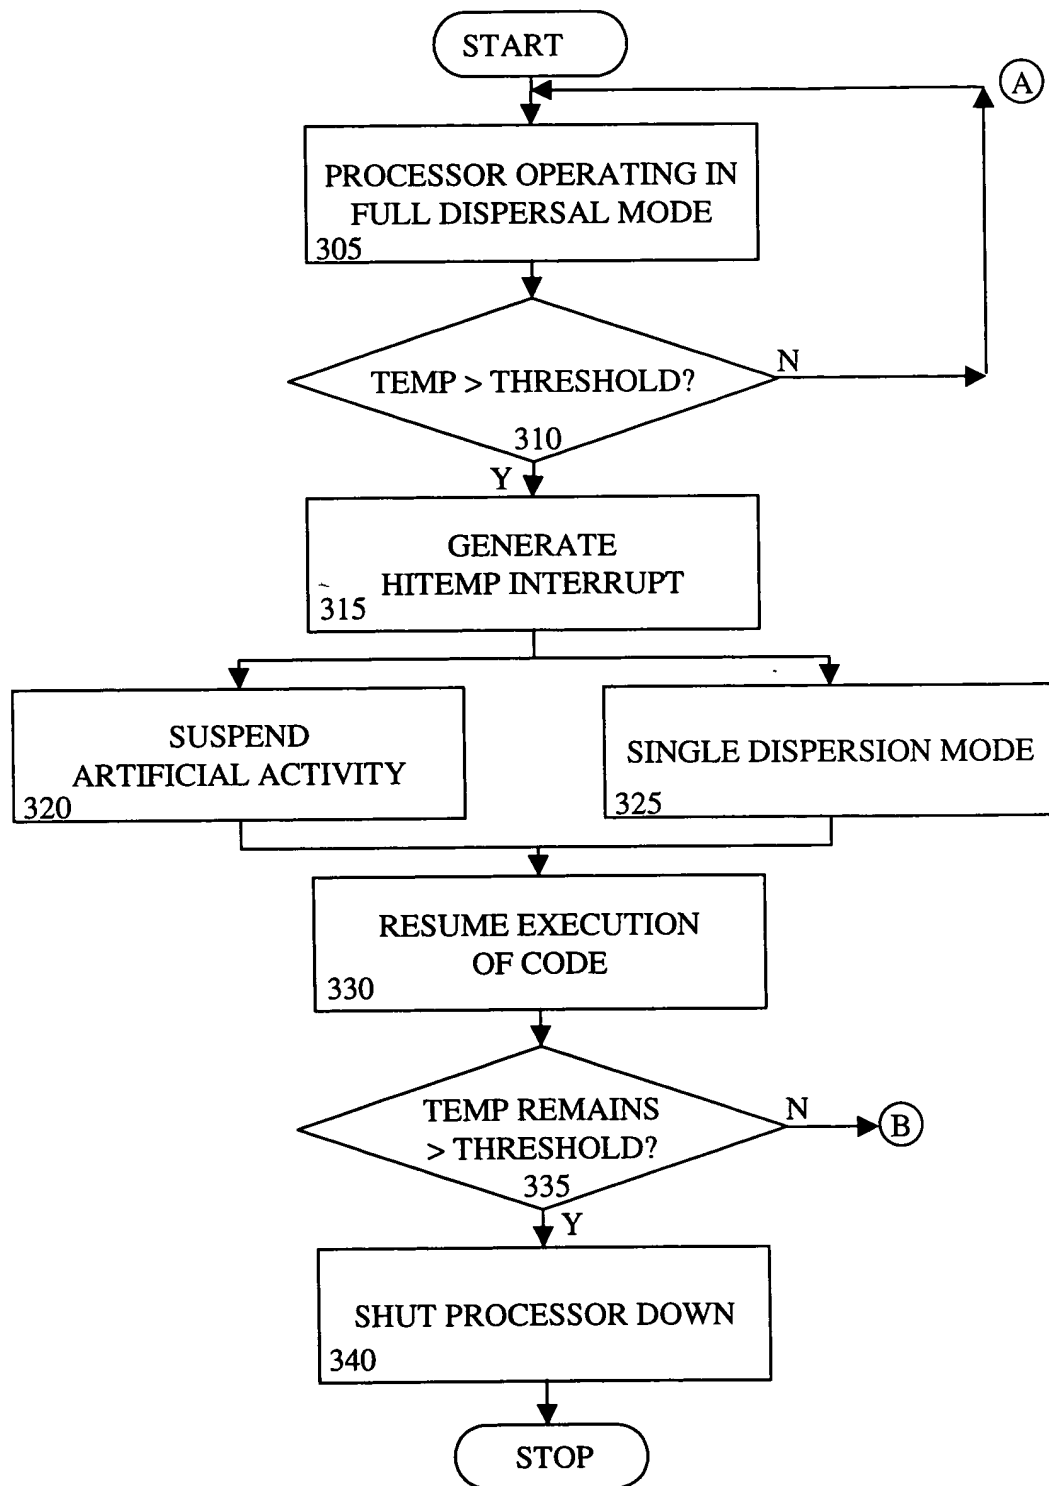 START
A
PROCESSOR OPERATING IN
FULL DISPERSAL MODE
305
TEMP > THRESHOLD?
N
310
Y
GENERATE
HITEMP INTERRUPT
315
SUSPEND
ARTIFICIAL ACTIVITY
320
SINGLE DISPERSION MODE
325
RESUME EXECUTION
OF CODE
330
TEMP REMAINS
> THRESHOLD?
N
B
335
Y
SHUT PROCESSOR DOWN
340
STOP